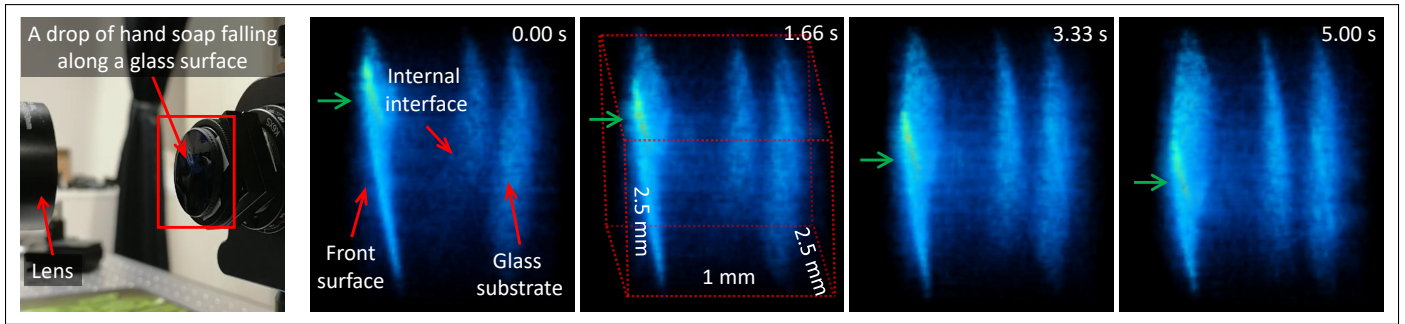 A drop of hand soap falling
along a glass surface
Lens
0.00 s
Internal
interface
Front
surface
Glass
substrate
1.66 s
2.5 mm
1 mm
2.5 mm
3.33 s
5.00 s